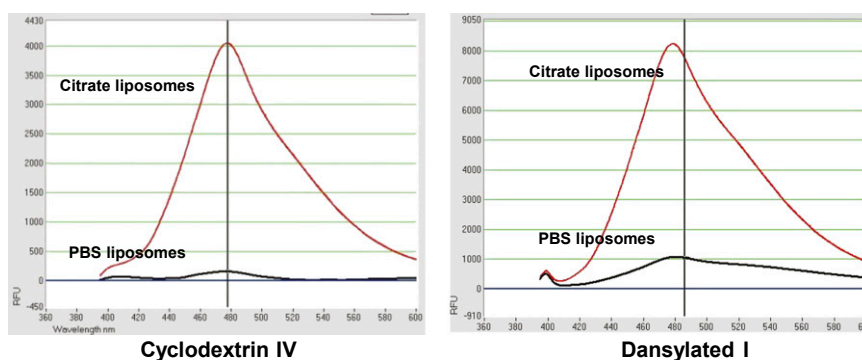 4430
4000
3500
3000
2500
2000
1500
1000
500
0
-450
RFU
Citrate liposomes
PBS liposomes
360 380 400 420 440 460 480 500 520 540 560 580 600
Wavelength nm
Cyclodextrin IV
9050
8000
7000
6000
5000
4000
3000
2000
1000
0
-910
RFU
Citrate liposomes
PBS liposomes
360 380 400 420 440 460 480 500 520 540 560 580 600
Dansylated I